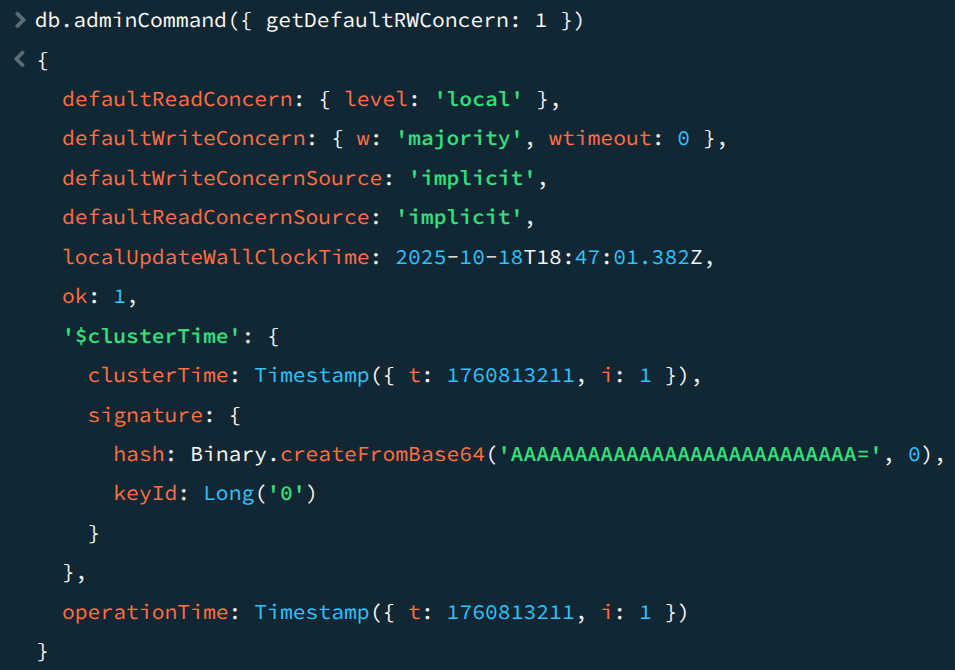 > db.adminCommand({ getDefaultRWConcern: 1 })
< {
defaultReadConcern: { level: 'local' },
defaultWriteConcern: { w: 'majority', wtimeout: 0 },
defaultWriteConcernSource: 'implicit',
defaultReadConcernSource: 'implicit',
localUpdateWallClockTime: 2025-10-18T18:47:01.382Z,
ok: 1,
'$clusterTime': {
clusterTime: Timestamp({ t: 1760813211, i: 1 }),
signature: {
hash: Binary.createFromBase64('AAAAAAAAAAAAAAAAAAAAAAAAAAA=', 0),
keyId: Long('0')
}
},
operationTime: Timestamp({ t: 1760813211, i: 1 })
}